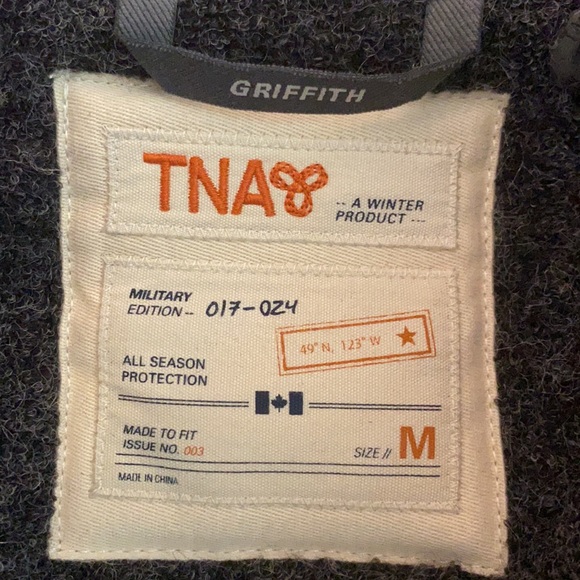 GRIFFITH
TNA
-- A WINTER
PRODUCT ---
MILITARY
EDITION -- 017-024
49° N, 123° W
ALL SEASON
PROTECTION
MADE TO FIT
ISSUE NO. 003
SIZE // M
MADE IN CHINA